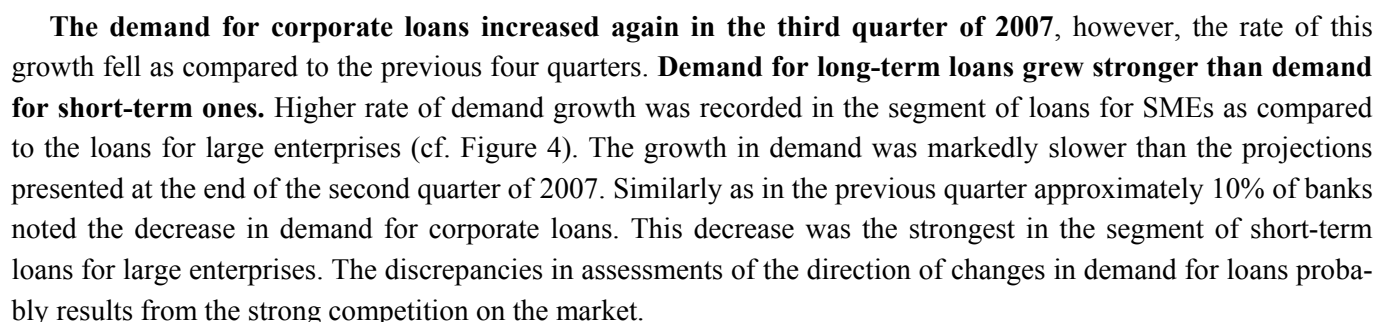 The demand for corporate loans increased again in the third quarter of 2007, however, the rate of this
growth fell as compared to the previous four quarters. Demand for long-term loans grew stronger than demand
for short-term ones. Higher rate of demand growth was recorded in the segment of loans for SMEs as compared
to the loans for large enterprises (cf. Figure 4). The growth in demand was markedly slower than the projections
presented at the end of the second quarter of 2007. Similarly as in the previous quarter approximately 10% of banks
noted the decrease in demand for corporate loans. This decrease was the strongest in the segment of short-term
loans for large enterprises. The discrepancies in assessments of the direction of changes in demand for loans proba-
bly results from the strong competition on the market.